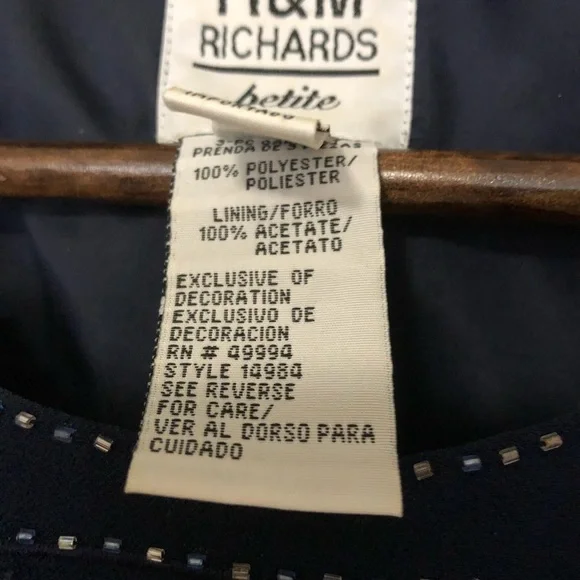 R&M
RICHARDS
petite
PRENDA
100% POLYESTER/
POLIESTER
LINING/FORRO
100% ACETATE/
ACETATO
EXCLUSIVE OF
DECORATION
EXCLUSIVO DE
DECORACION
RN # 49994
STYLE 14984
SEE REVERSE
FOR CARE/
VER AL DORSO PARA
CUIDADO